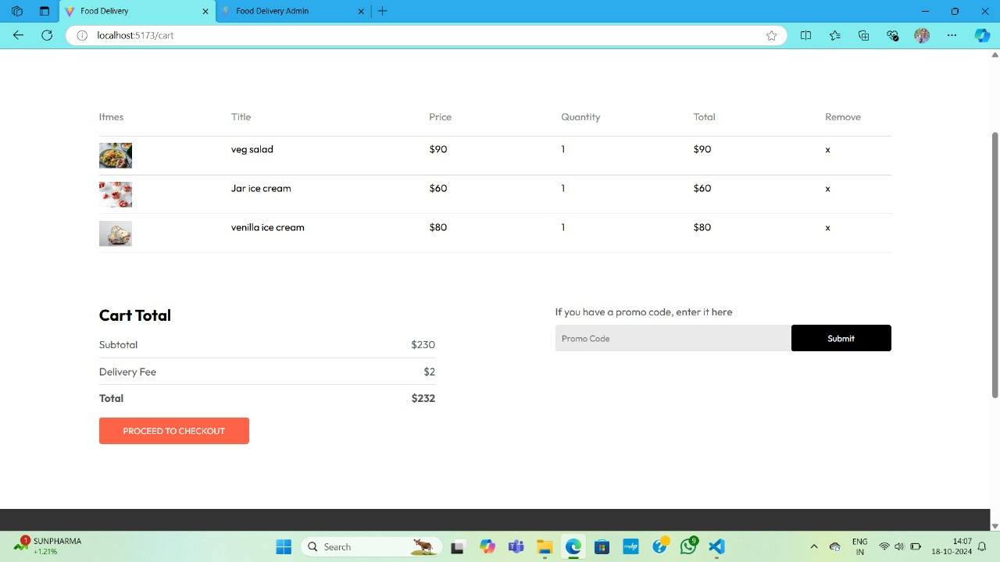 Food Delivery
Food Delivery Admin
localhost:5173/cart
Itmes Title Price Quantity Total Remove
veg salad $90 1 $90 x
Jar ice cream $60 1 $60 x
venilla ice cream $80 1 $80 x
Cart Total
Subtotal $230
Delivery Fee $2
Total $232
PROCEED TO CHECKOUT
If you have a promo code, enter it here
Promo Code Submit
1
SUNPHARMA
+1.21%
Search
myhp
9
ENG
IN
14:07
18-10-2024